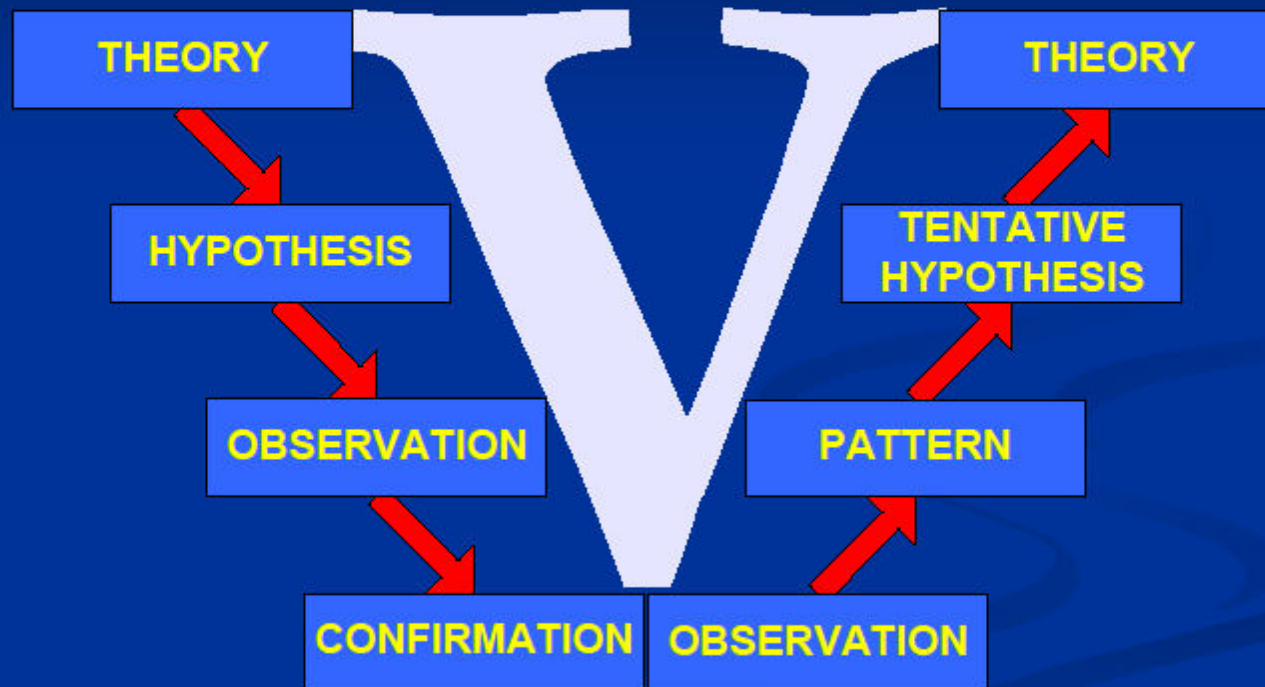 THEORY
HYPOTHESIS
OBSERVATION
CONFIRMATION
V
OBSERVATION
PATTERN
TENTATIVE
HYPOTHESIS
THEORY